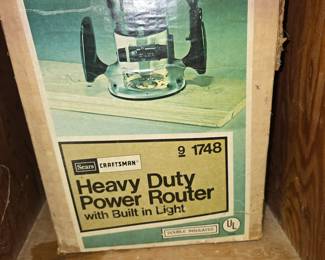 Sears CRAFTSMAN 9 1748
Heavy Duty
Power Router
with Built in Light
DOUBLE INSULATED UL